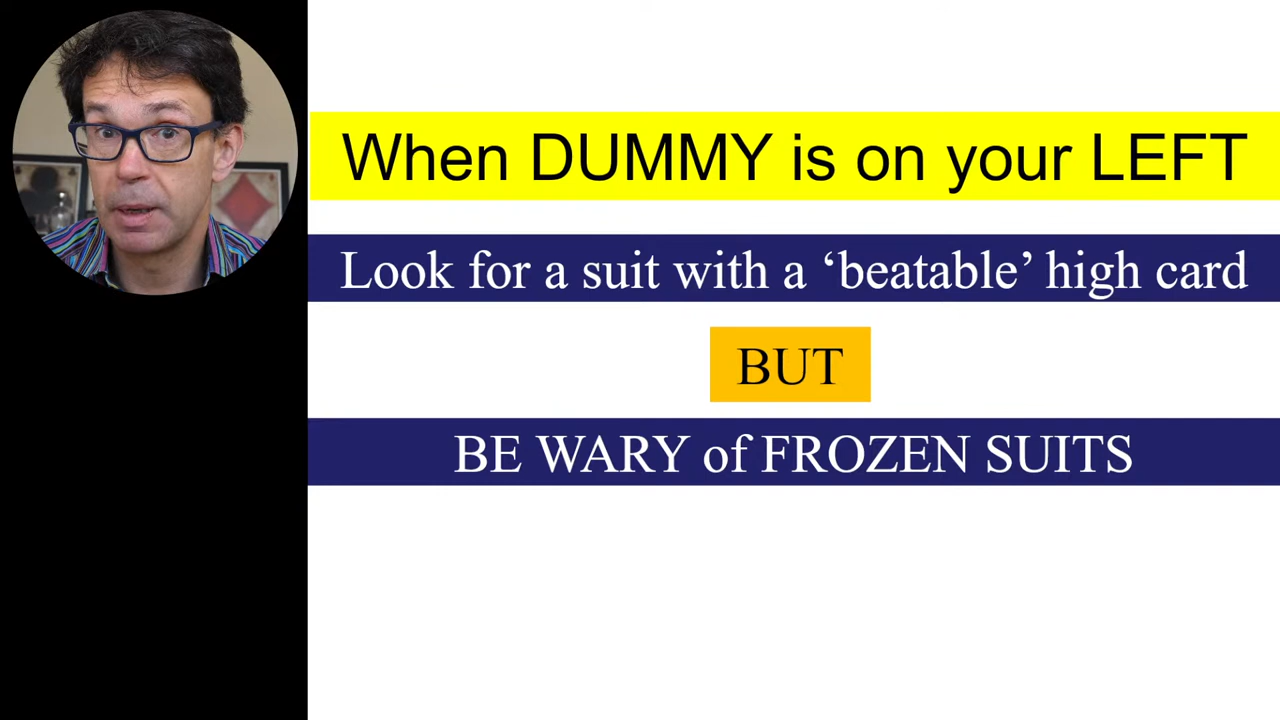 When DUMMY is on your LEFT
Look for a suit with a ‘beatable’ high card
BUT
BE WARY of FROZEN SUITS